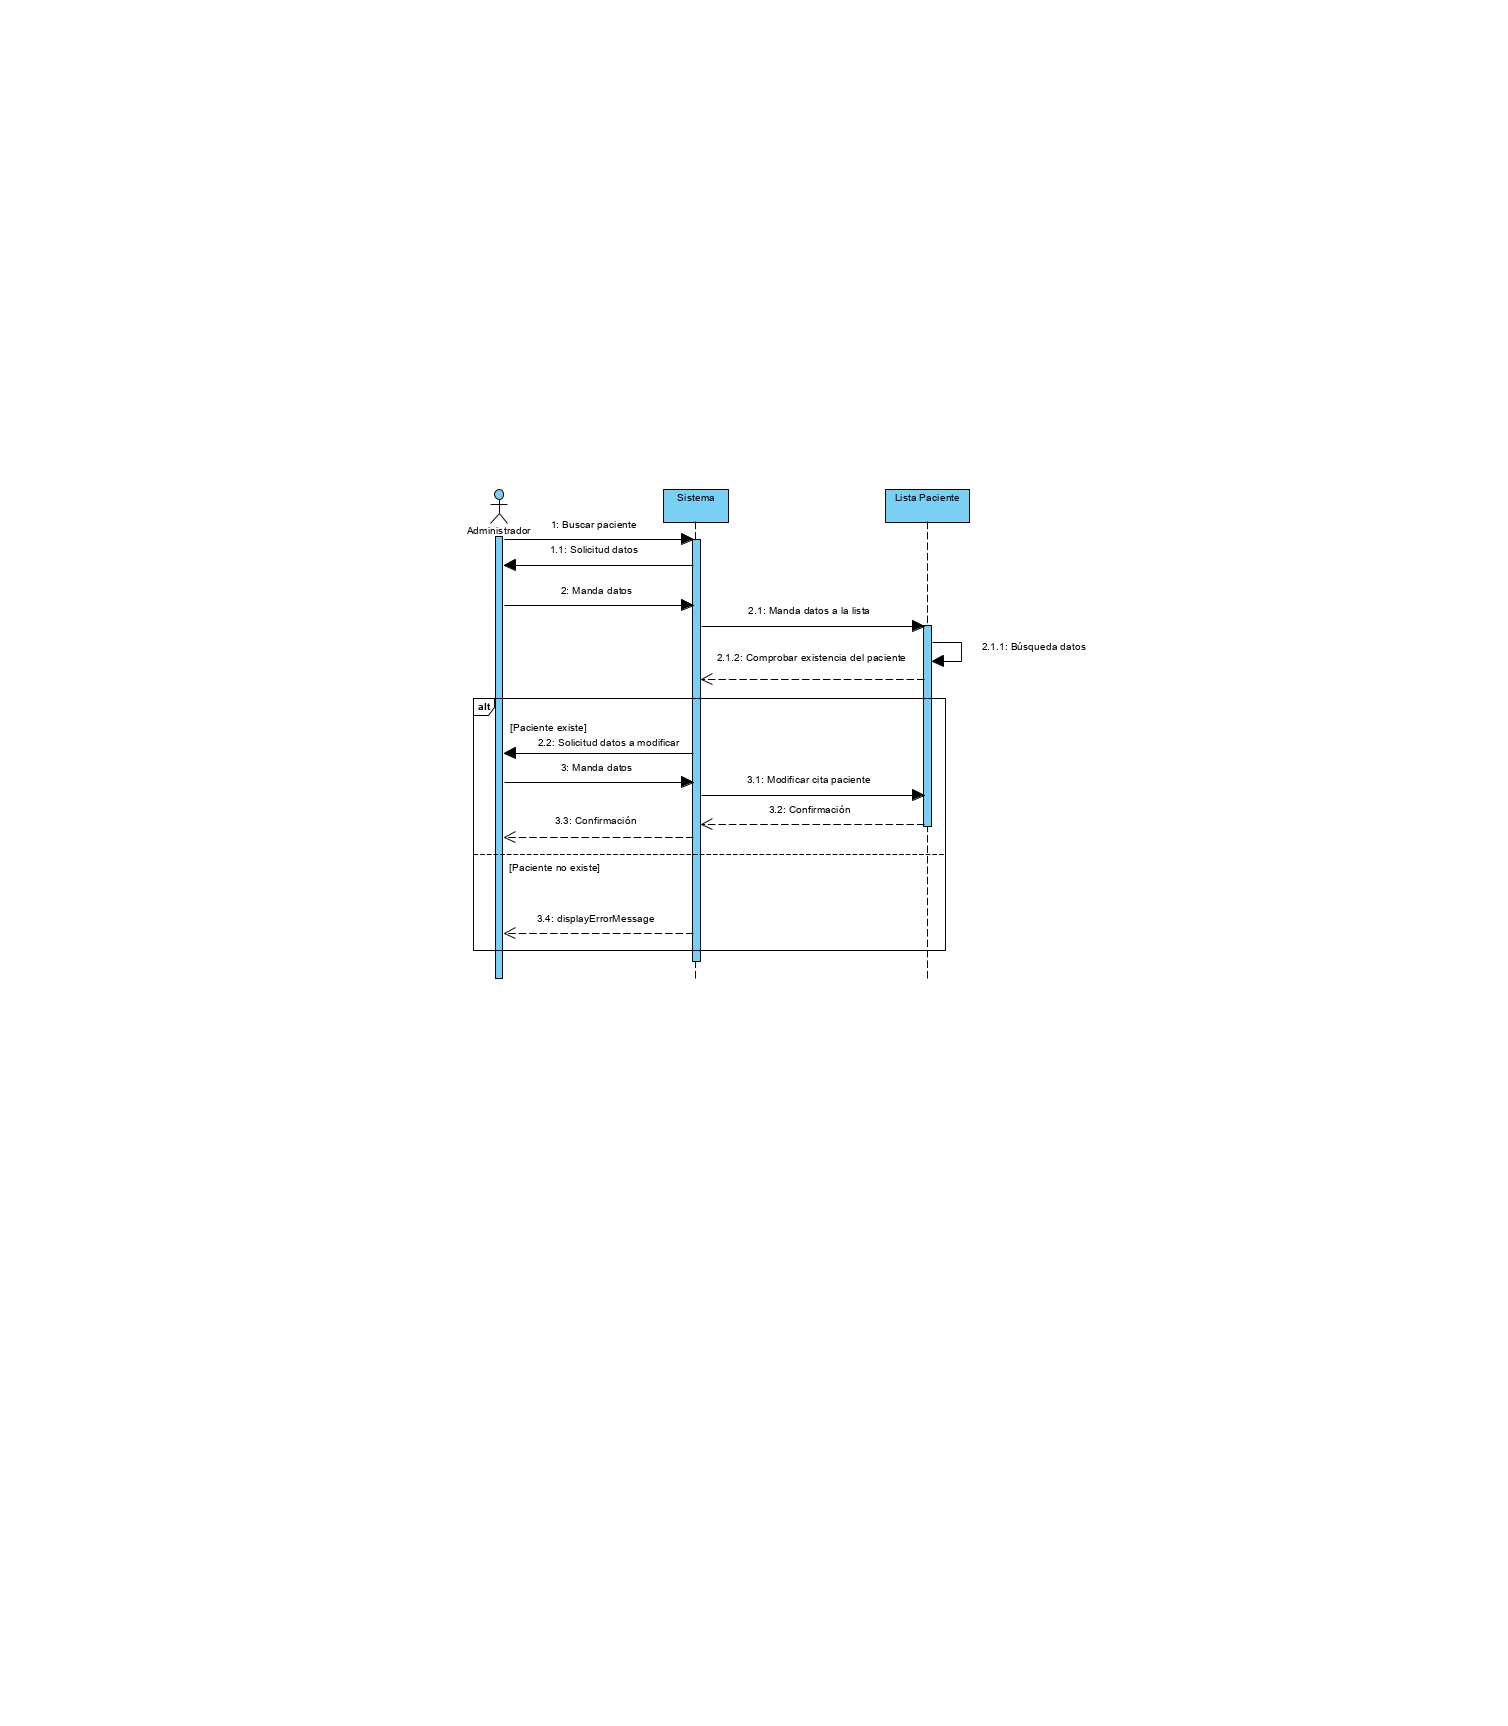 Sistema
Lista Paciente
Administrador
1: Buscar paciente
1.1: Solicitud datos
2: Manda datos
2.1: Manda datos a la lista
2.1.1: Búsqueda datos
2.1.2: Comprobar existencia del paciente
alt
[Paciente existe]
2.2: Solicitud datos a modificar
3: Manda datos
3.1: Modificar cita paciente
3.2: Confirmación
3.3: Confirmación
[Paciente no existe]
3.4: displayErrorMessage